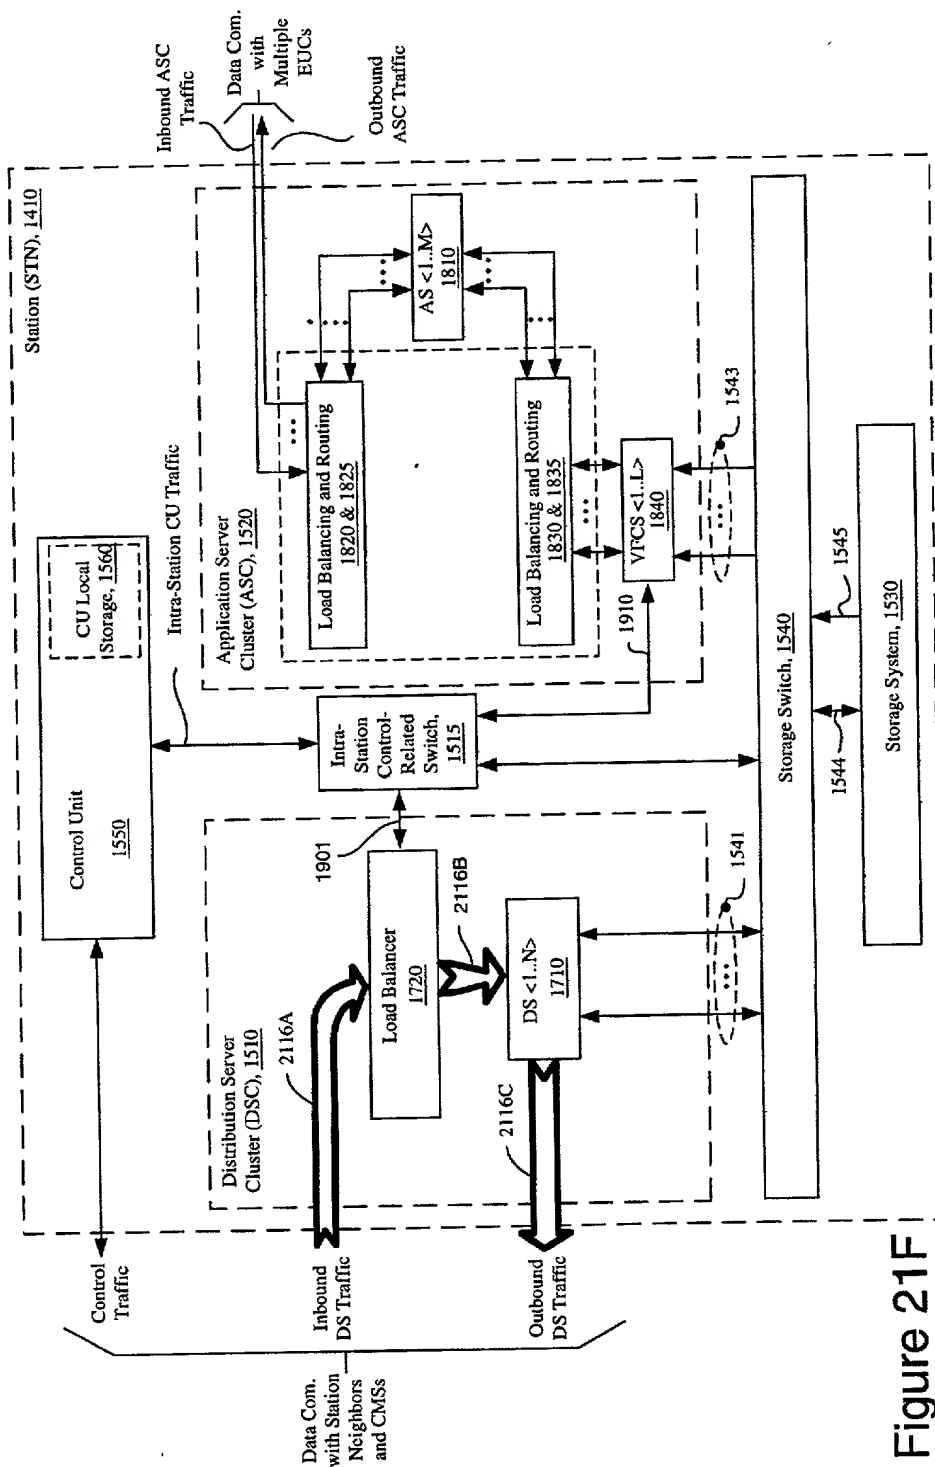 Station (STN), 1410
Control Unit
1550
CU Local
Storage, 1560
Control
Traffic
Intra-Station CU Traffic
Inbound ASC
Traffic
Data Com.
with
Multiple
EUCs
Outbound
ASC Traffic
Data Com.
with Station
Neighbors
and CMSs
Inbound
DS Traffic
Outbound
DS Traffic
Distribution Server
Cluster (DSC), 1510
2116A
Load Balancer
1720
2116B
DS <1..N>
1710
2116C
1901
Intra-
Station
Control-
Related
Switch,
1515
Application Server
Cluster (ASC), 1520
Load Balancing and Routing
1820 & 1825
AS <1..M>
1810
Load Balancing and Routing
1830 & 1835
VFCS <1..L>
1840
1910
1541
1543
Storage Switch, 1540
1544
1545
Storage System, 1530
Figure 21F